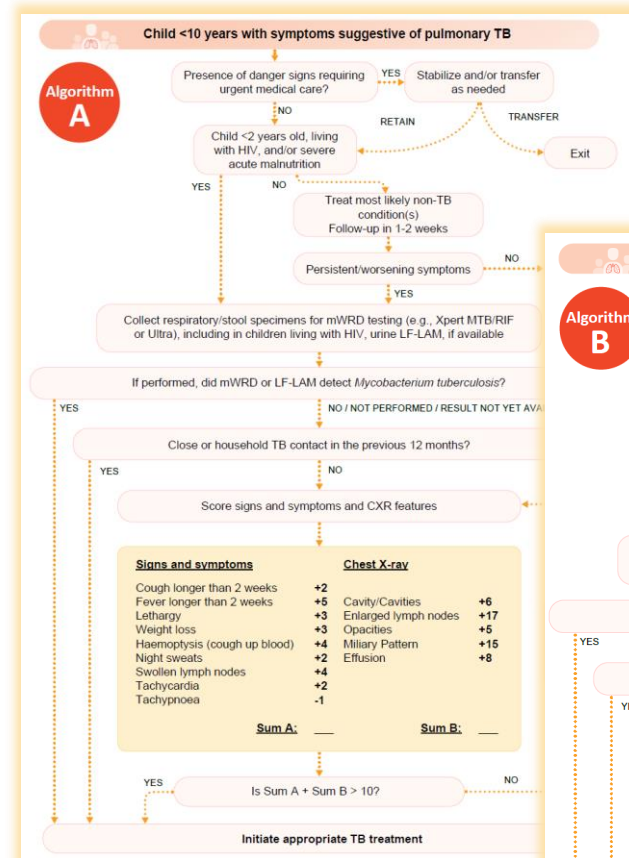 Child <10 years with symptoms suggestive of pulmonary TB
Algorithm
A
Presence of danger signs requiring
urgent medical care?
YES
Stabilize and/or transfer
as needed
NO
RETAIN
TRANSFER
Child <2 years old, living
with HIV, and/or severe
acute malnutrition
Exit
YES
NO
Treat most likely non-TB
condition(s)
Follow-up in 1-2 weeks
Persistent/worsening symptoms
NO
YES
Collect respiratory/stool specimens for mWRD testing (e.g., Xpert MTB/RIF
or Ultra), including in children living with HIV, urine LF-LAM, if available
If performed, did mWRD or LF-LAM detect Mycobacterium tuberculosis?
YES
NO / NOT PERFORMED / RESULT NOT YET AVA
Close or household TB contact in the previous 12 months?
YES
NO
Score signs and symptoms and CXR features
Signs and symptoms
Cough longer than 2 weeks +2
Fever longer than 2 weeks +5
Lethargy +3
Weight loss +3
Haemoptysis (cough up blood) +4
Night sweats +2
Swollen lymph nodes +4
Tachycardia +2
Tachypnoea -1
Sum A: ___
Chest X-ray
Cavity/Cavities +6
Enlarged lymph nodes +17
Opacities +5
Miliary Pattern +15
Effusion +8
Sum B: ___
YES
Is Sum A + Sum B > 10?
NO
Initiate appropriate TB treatment
Algorithm
B
YES